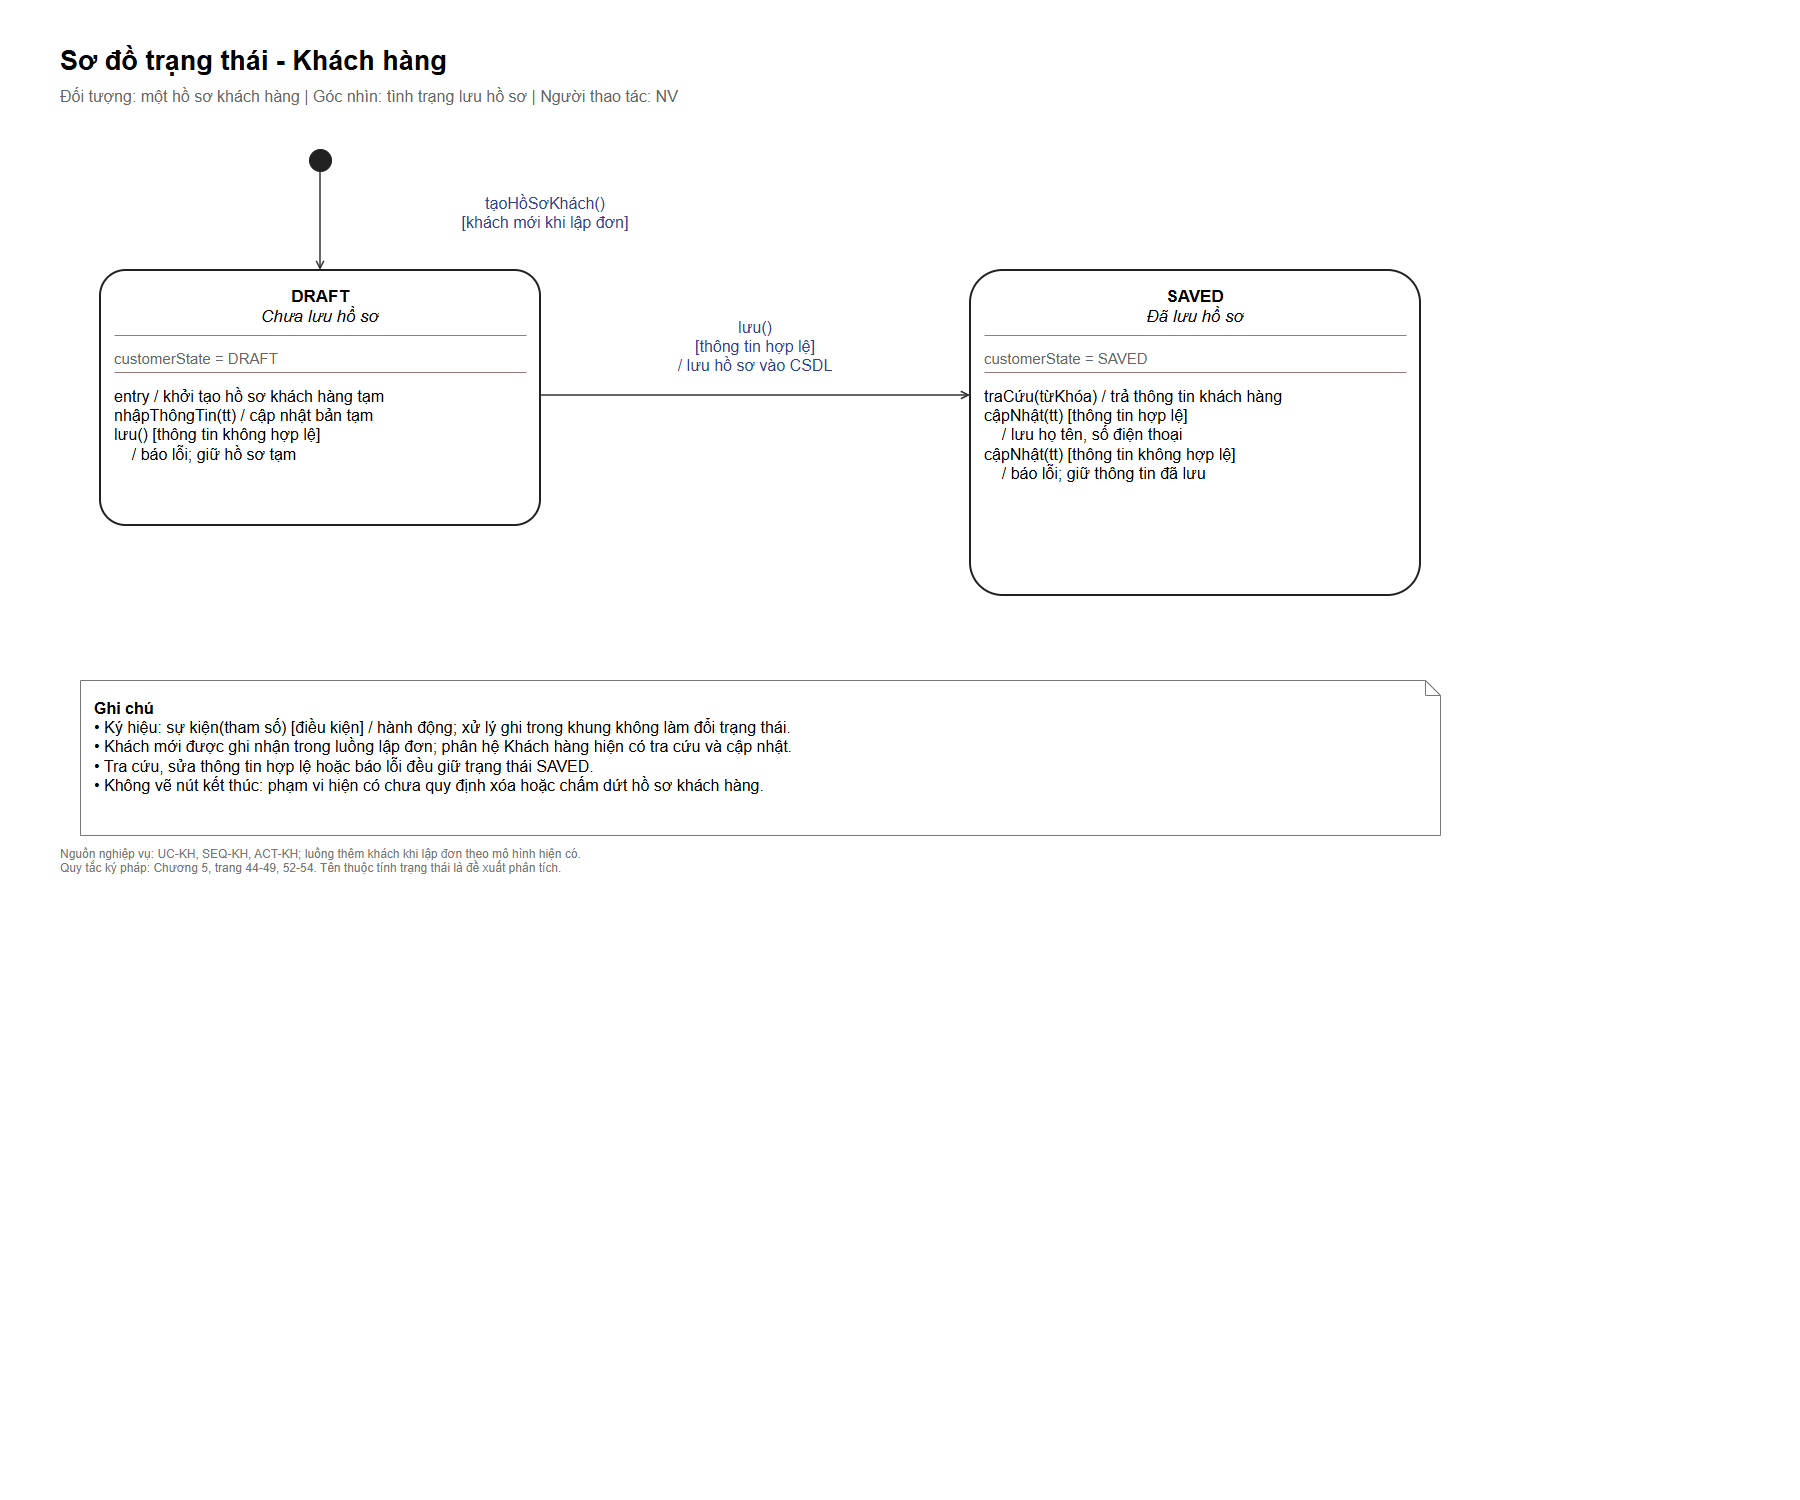 Sơ đồ trạng thái - Khách hàng
Đối tượng: một hồ sơ khách hàng | Góc nhìn: tình trạng lưu hồ sơ | Người thao tác: NV
tạoHồSơKhách()
[khách mới khi lập đơn]
DRAFT
Chưa lưu hồ sơ
customerState = DRAFT
entry / khởi tạo hồ sơ khách hàng tạm
nhậpThôngTin(tt) / cập nhật bản tạm
lưu() [thông tin không hợp lệ]
/ báo lỗi; giữ hồ sơ tạm
lưu()
[thông tin hợp lệ]
/ lưu hồ sơ vào CSDL
SAVED
Đã lưu hồ sơ
customerState = SAVED
traCứu(từKhóa) / trả thông tin khách hàng
cậpNhật(tt) [thông tin hợp lệ]
/ lưu họ tên, số điện thoại
cậpNhật(tt) [thông tin không hợp lệ]
/ báo lỗi; giữ thông tin đã lưu
Ghi chú
• Ký hiệu: sự kiện(tham số) [điều kiện] / hành động; xử lý ghi trong khung không làm đổi trạng thái.
• Khách mới được ghi nhận trong luồng lập đơn; phân hệ Khách hàng hiện có tra cứu và cập nhật.
• Tra cứu, sửa thông tin hợp lệ hoặc báo lỗi đều giữ trạng thái SAVED.
• Không vẽ nút kết thúc: phạm vi hiện có chưa quy định xóa hoặc chấm dứt hồ sơ khách hàng.
Nguồn nghiệp vụ: UC-KH, SEQ-KH, ACT-KH; luồng thêm khách khi lập đơn theo mô hình hiện có.
Quy tắc ký pháp: Chương 5, trang 44-49, 52-54. Tên thuộc tính trạng thái là đề xuất phân tích.